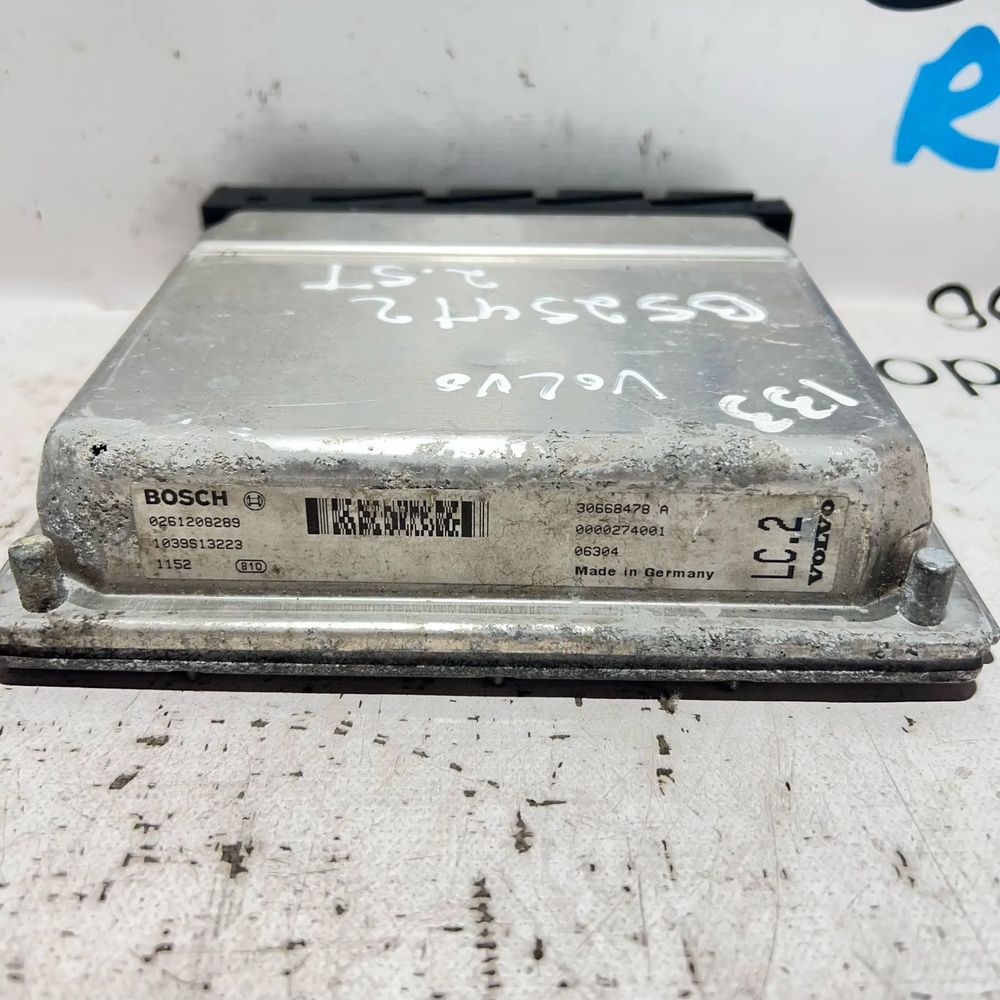 133 VOLVO
B5254T2
2.5T
BOSCH
0261208289
1039S13223
1152 810
30668478 A
0000274001
06304
Made in Germany
LC.2
VOLVO
R
op